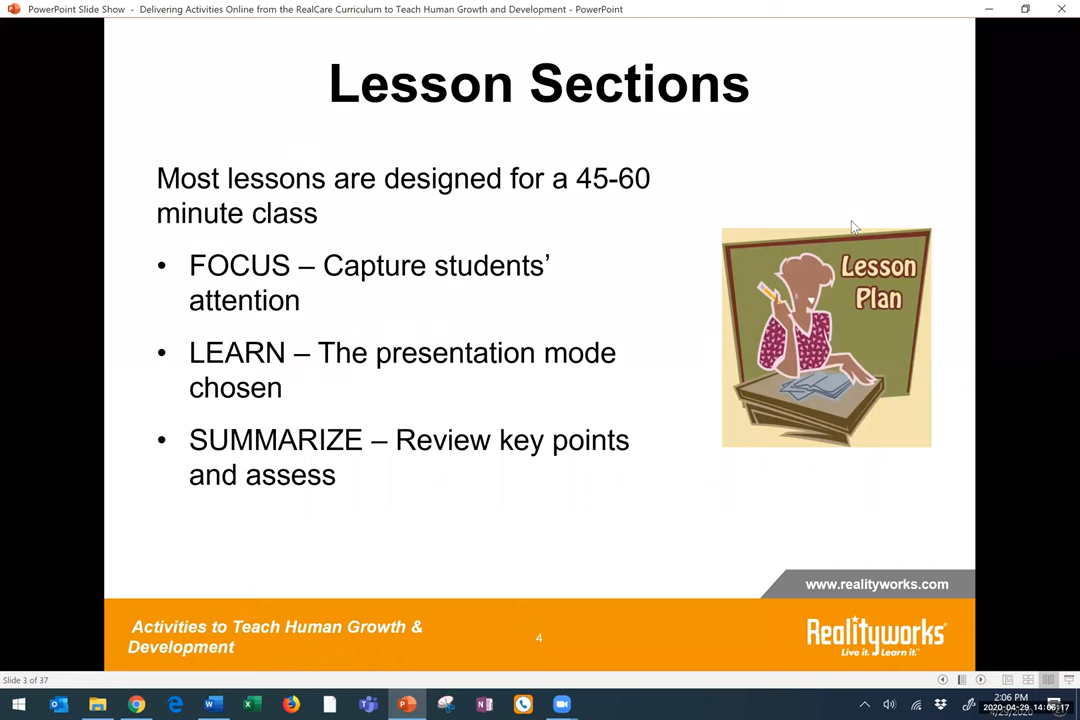 PowerPoint Slide Show - Delivering Activities Online from the RealCare Curriculum to Teach Human Growth and Development - PowerPoint
Lesson Sections
Most lessons are designed for a 45-60
minute class
• FOCUS – Capture students’
attention
• LEARN – The presentation mode
chosen
• SUMMARIZE – Review key points
and assess
Lesson
Plan
www.realityworks.com
Activities to Teach Human Growth &
Development
4
Realityworks
Live it. Learn it.
Slide 3 of 37
2:06 PM
2020-04-29 14:06:17